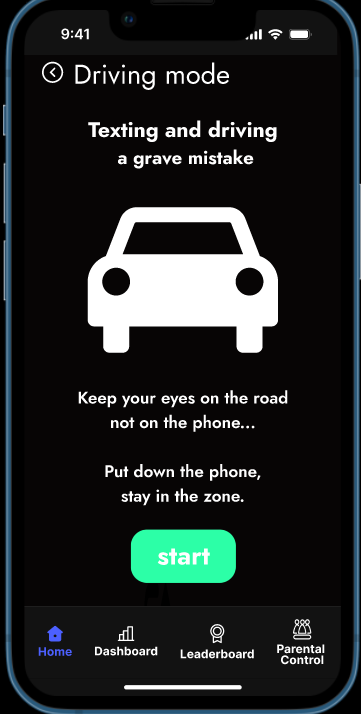 9:41
Driving mode
Texting and driving
a grave mistake
Keep your eyes on the road
not on the phone...
Put down the phone,
stay in the zone.
start
Home
Dashboard
Leaderboard
Parental
Control